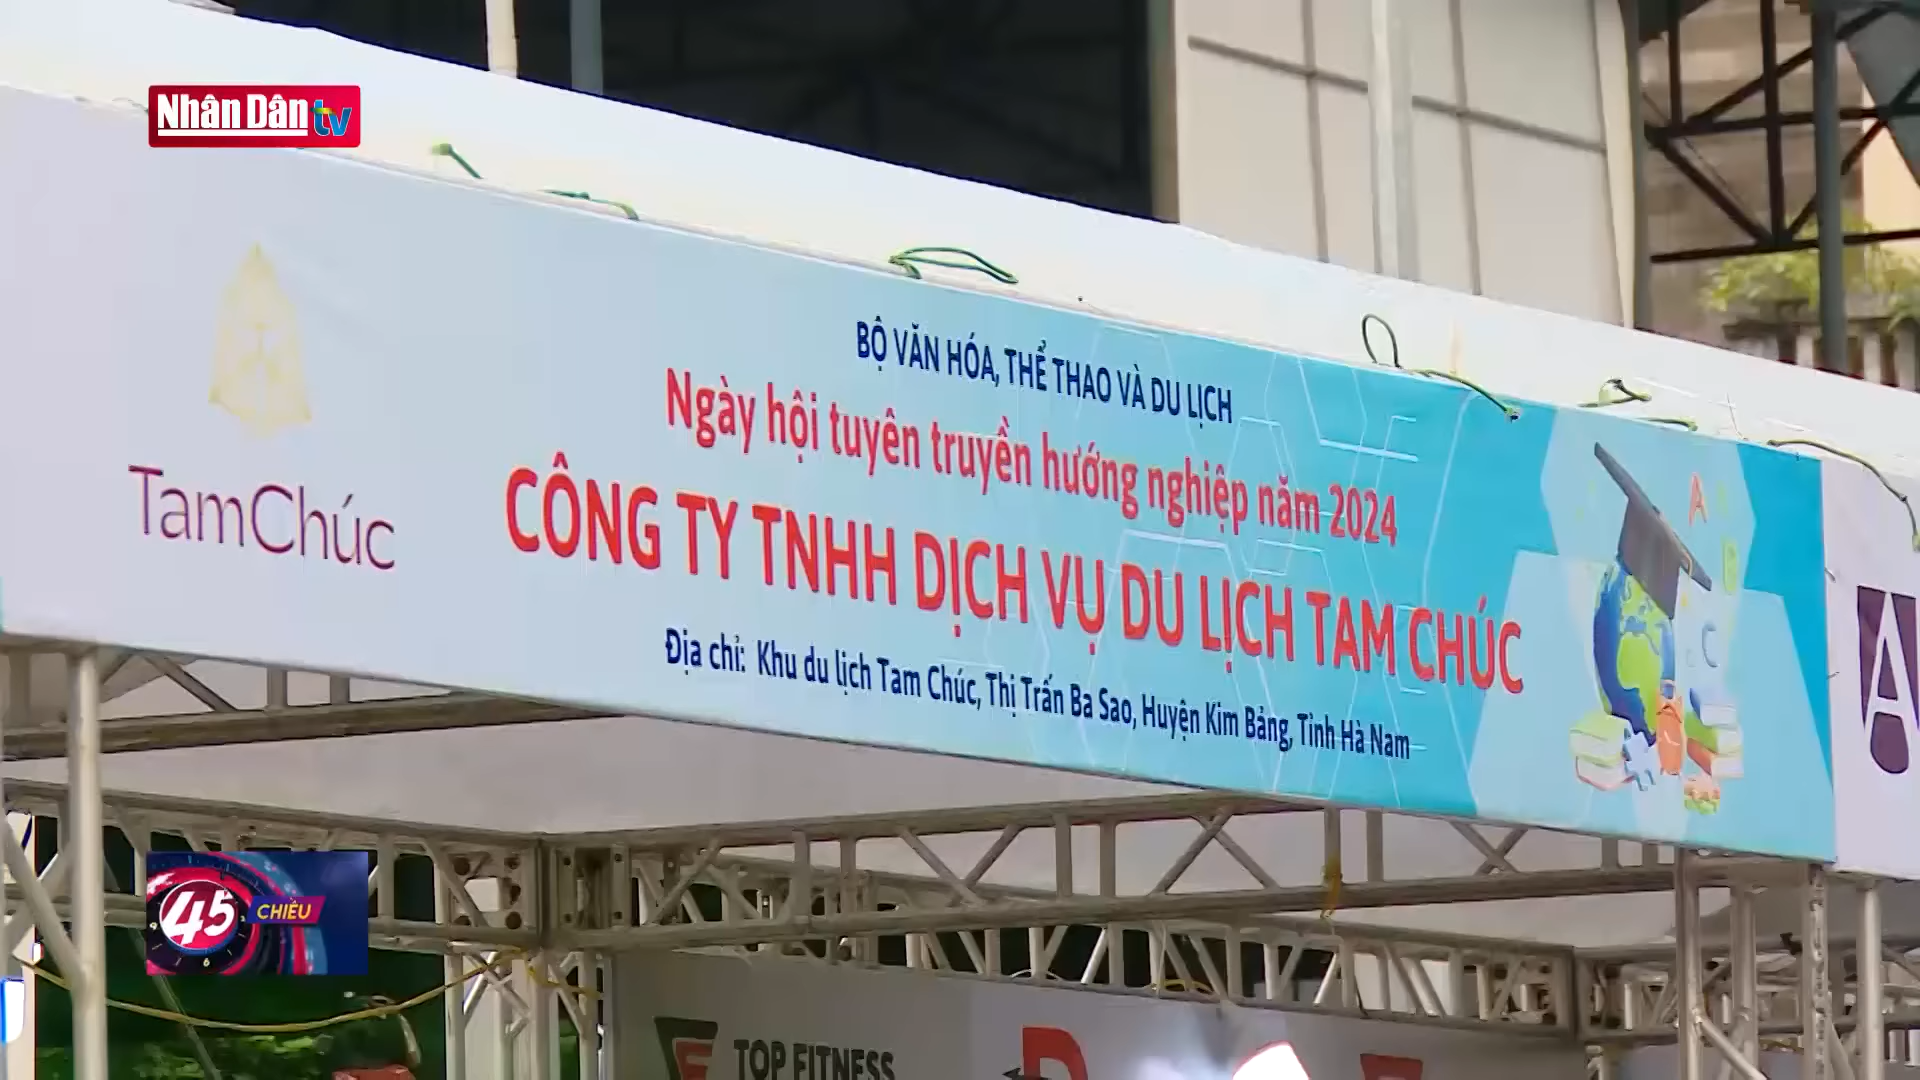 Nhân Dân tv
BỘ VĂN HÓA, THỂ THAO VÀ DU LỊCH
Ngày hội tuyên truyền hướng nghiệp năm 2024
CÔNG TY TNHH DỊCH VỤ DU LỊCH TAM CHÚC
Địa chỉ: Khu du lịch Tam Chúc, Thị Trấn Ba Sao, Huyện Kim Bảng, Tỉnh Hà Nam
TamChúc
A
B
C
A
45 CHIỀU
TOP FITNESS